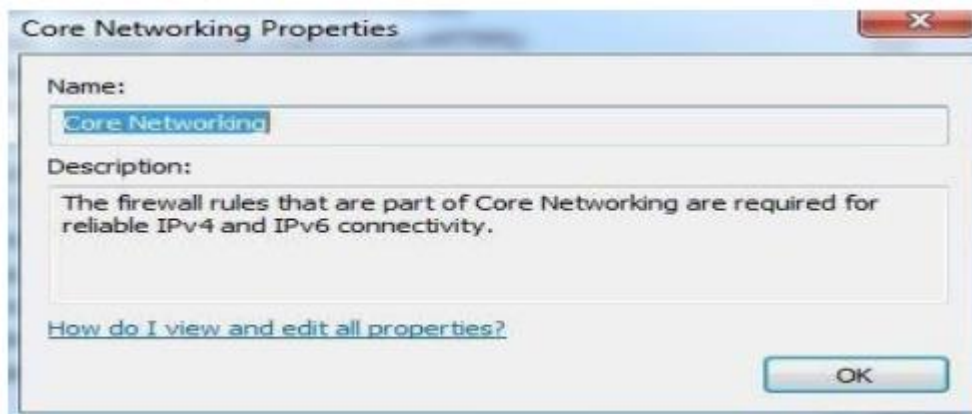 Core Networking Properties
Name:
Core Networking
Description:
The firewall rules that are part of Core Networking are required for
reliable IPv4 and IPv6 connectivity.
How do I view and edit all properties?
OK